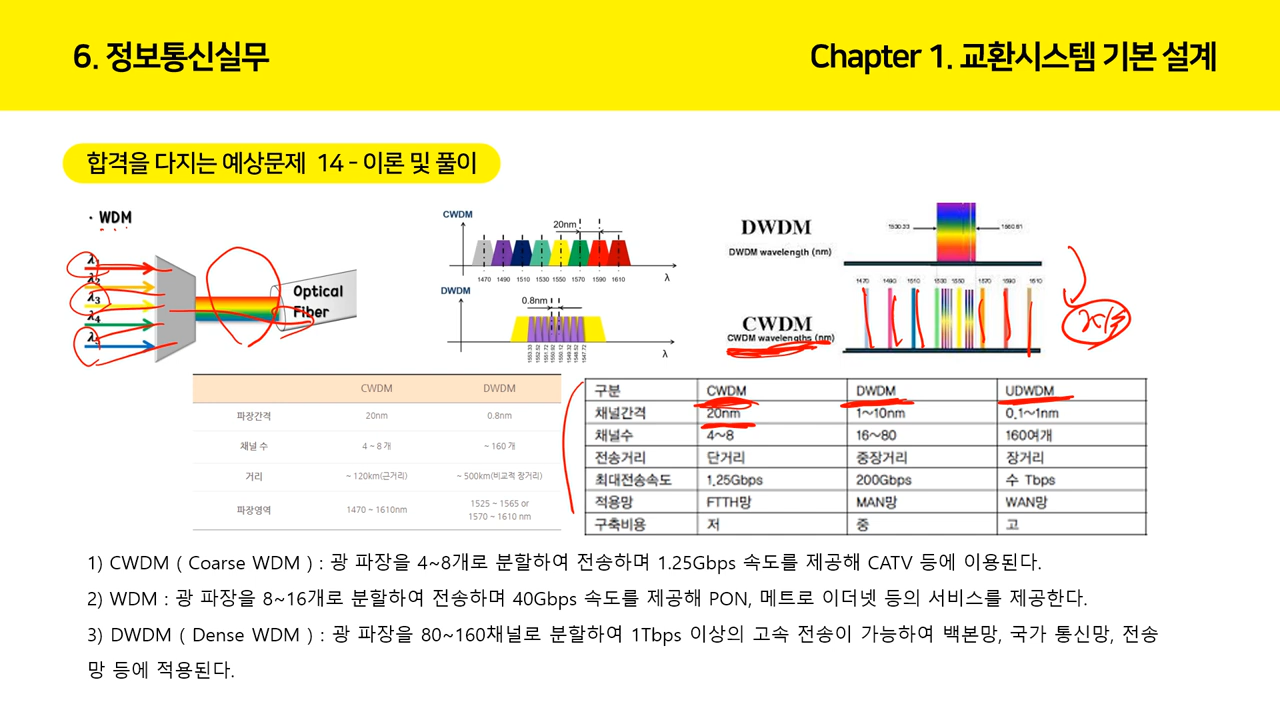 6. 정보통신실무
Chapter 1. 교환시스템 기본 설계
합격을 다지는 예상문제 14 - 이론 및 풀이
· WDM
λ
λ2
λ3
λ4
λ
Optical
Fiber
CWDM
20nm
1470 1490 1510 1530 1550 1570 1590 1610
λ
DWDM
0.8nm
λ
DWDM
DWDM wavelength (nm)
1530.33
CWDM
CWDM wavelengths (nm)
1470 1490 1510 1530 1550 1570 1590 1610
CWDM DWDM
파장간격 20nm 0.8nm
채널 수 4 ~ 8 개 ~ 160 개
거리 ~ 120km(근거리) ~ 500km(비교적 장거리)
파장영역 1470 ~ 1610nm 1525 ~ 1565 or
1570 ~ 1610 nm
구분 CWDM DWDM UDWDM
채널간격 20nm 1~10nm 0.1~1nm
채널수 4~8 16~80 160여개
전송거리 단거리 중장거리 장거리
최대전송속도 1.25Gbps 200Gbps 수 Tbps
적용망 FTTH망 MAN망 WAN망
구축비용 저 중 고
1) CWDM ( Coarse WDM ) : 광 파장을 4~8개로 분할하여 전송하며 1.25Gbps 속도를 제공해 CATV 등에 이용된다.
2) WDM : 광 파장을 8~16개로 분할하여 전송하며 40Gbps 속도를 제공해 PON, 메트로 이더넷 등의 서비스를 제공한다.
3) DWDM ( Dense WDM ) : 광 파장을 80~160채널로 분할하여 1Tbps 이상의 고속 전송이 가능하여 백본망, 국가 통신망, 전송
망 등에 적용된다.